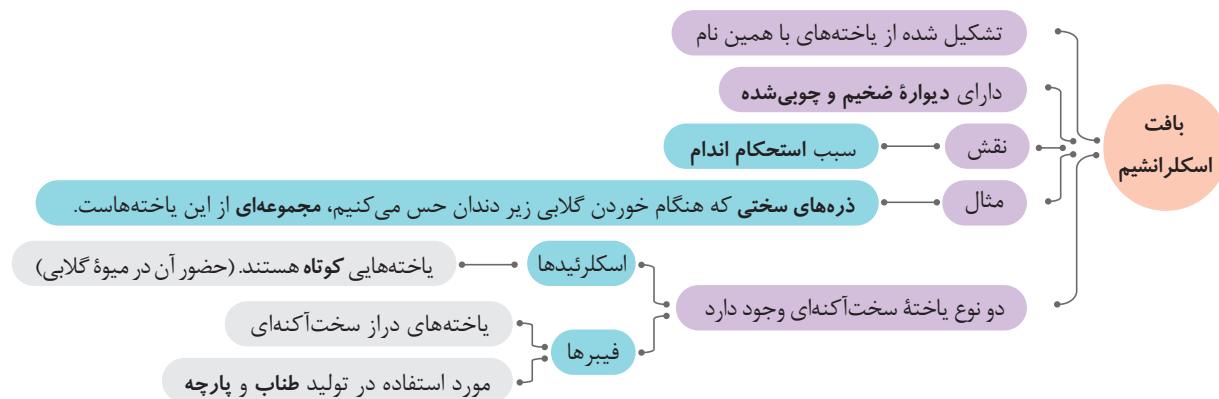 بافت
اسکلرانشیم
تشکیل شده از یاخته‌های با همین نام
دارای دیوارهٔ ضخیم و چوبی‌شده
نقش
سبب استحکام اندام
مثال
ذره‌های سختی که هنگام خوردن گلابی زیر دندان حس می‌کنیم، مجموعه‌ای از این یاخته‌هاست.
دو نوع یاختهٔ سخت‌آکنه‌ای وجود دارد
اسکلرئیدها
یاخته‌هایی کوتاه هستند. (حضور آن در میوهٔ گلابی)
فیبرها
یاخته‌های دراز سخت‌آکنه‌ای
مورد استفاده در تولید طناب و پارچه